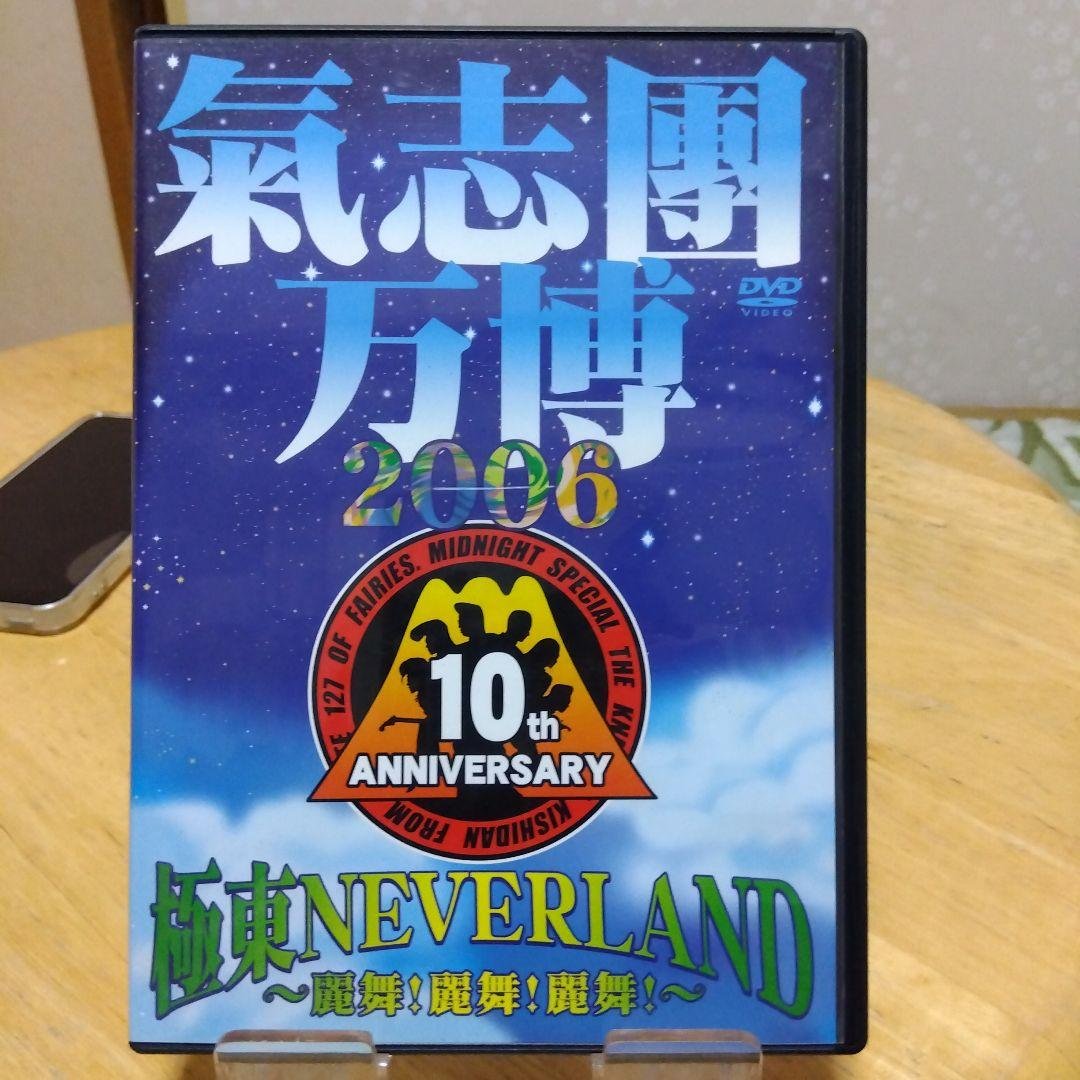 氣志團
万博
DVD
VIDEO
2006
127 OF FAIRIES. MIDNIGHT SPECIAL THE
KISHIDAN FROM
10th
ANNIVERSARY
極東NEVERLAND
～麗舞!麗舞!麗舞!～